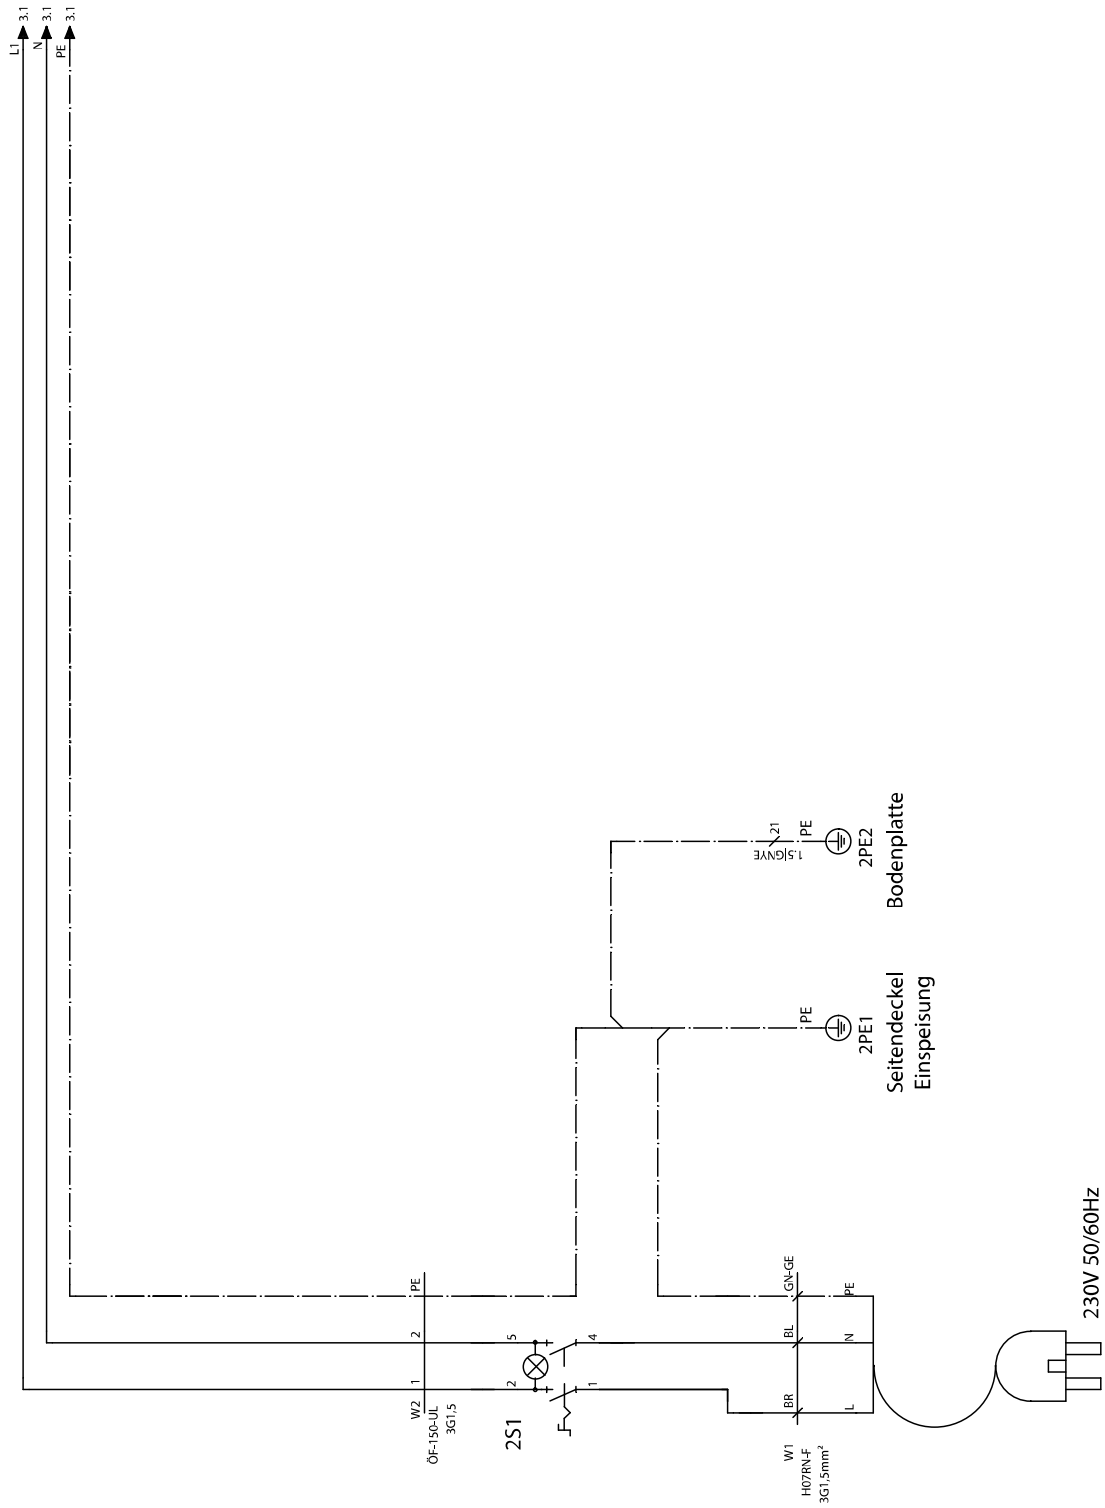 L1
3.1
N
3.1
PE
3.1
1.5|GNYE
21
PE
2PE2
Bodenplatte
PE
2PE1
Seitendeckel
Einspeisung
W2
1
2
PE
ÖF-150-UL
3G1,5
2S1
2
5
1
4
W1
H07RN-F
3G1,5mm²
BR
BL
GN-GE
L
N
PE
230V 50/60Hz